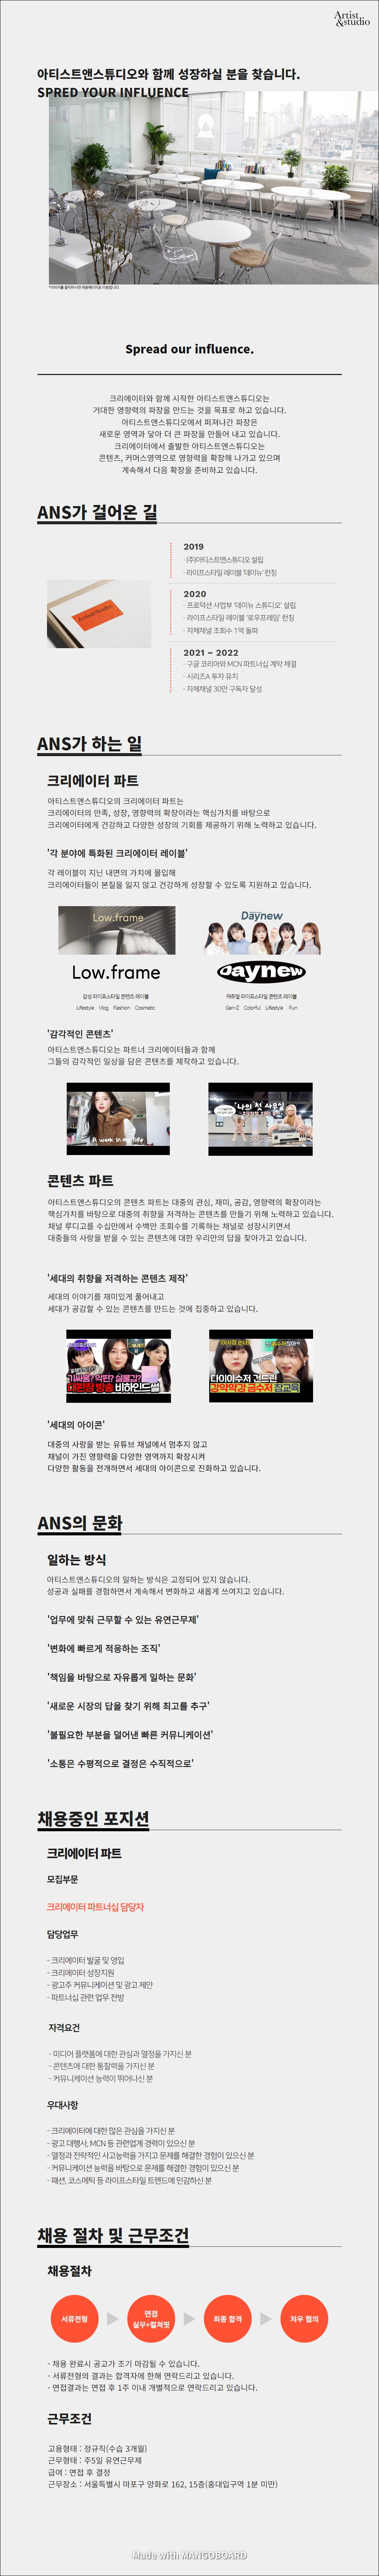 Artist
&studio
아티스트앤스튜디오와 함께 성장하실 분을 찾습니다.
SPRED YOUR INFLUENCE
*이미지를 클릭하시면 채용페이지로 이동합니다.
Spread our influence.
크리에이터와 함께 시작한 아티스트앤스튜디오는
거대한 영향력의 파장을 만드는 것을 목표로 하고 있습니다.
아티스트앤스튜디오에서 퍼져나간 파장은
새로운 영역과 닿아 더 큰 파장을 만들어 내고 있습니다.
크리에이터에서 출발한 아티스트앤스튜디오는
콘텐츠, 커머스영역으로 영향력을 확장해 나가고 있으며
계속해서 다음 확장을 준비하고 있습니다.
ANS가 걸어온 길
2019
· (주)아티스트앤스튜디오 설립
· 라이프스타일 레이블 '데이뉴' 런칭
Artist&Studio
2020
· 프로덕션 사업부 '데이뉴 스튜디오' 설립
· 라이프스타일 레이블 '로우프레임' 런칭
· 자체채널 조회수 1억 돌파
2021 ~ 2022
· 구글 코리아와 MCN 파트너십 계약 체결
· 시리즈A 투자 유치
· 자체채널 30만 구독자 달성
ANS가 하는 일
크리에이터 파트
아티스트앤스튜디오의 크리에이터 파트는
크리에이터의 만족, 성장, 영향력의 확장이라는 핵심가치를 바탕으로
크리에이터에게 건강하고 다양한 성장의 기회를 제공하기 위해 노력하고 있습니다.
'각 분야에 특화된 크리에이터 레이블'
각 레이블이 지닌 내면의 가치에 몰입해
크리에이터들이 본질을 잃지 않고 건강하게 성장할 수 있도록 지원하고 있습니다.
Low.frame
Daynew
Low.frame
Daynew
감성 라이프스타일 콘텐츠 레이블
캐쥬얼 라이프스타일 콘텐츠 레이블
Lifestyle Vlog Fashion Cosmetic
Gen-Z Colorful Lifestyle Fun
'감각적인 콘텐츠'
아티스트앤스튜디오는 파트너 크리에이터들과 함께
그들의 감각적인 일상을 담은 콘텐츠를 제작하고 있습니다.
A work in my life
나의 첫 사무실
콘텐츠 파트
아티스트앤스튜디오의 콘텐츠 파트는 대중의 관심, 재미, 공감, 영향력의 확장이라는
핵심가치를 바탕으로 대중의 취향을 저격하는 콘텐츠를 만들기 위해 노력하고 있습니다.
채널 루디고를 수십만에서 수백만 조회수를 기록하는 채널로 성장시키면서
대중들의 사랑을 받을 수 있는 콘텐츠에 대한 우리만의 답을 찾아가고 있습니다.
'세대의 취향을 저격하는 콘텐츠 제작'
세대의 이야기를 재미있게 풀어내고
세대가 공감할 수 있는 콘텐츠를 만드는 것에 집중하고 있습니다.
기싸움? 악편? 실물갑?
대환장 방송 비하인드썰
다이아수저 건드린
강약약강 금수저 참교육
'세대의 아이콘'
대중의 사랑을 받는 유튜브 채널에서 멈추지 않고
채널이 가진 영향력을 다양한 영역까지 확장시켜
다양한 활동을 전개하면서 세대의 아이콘으로 진화하고 있습니다.
ANS의 문화
일하는 방식
아티스트앤스튜디오의 일하는 방식은 고정되어 있지 않습니다.
성공과 실패를 경험하면서 계속해서 변화하고 새롭게 쓰여지고 있습니다.
'업무에 맞춰 근무할 수 있는 유연근무제'
'변화에 빠르게 적응하는 조직'
'책임을 바탕으로 자유롭게 일하는 문화'
'새로운 시장의 답을 찾기 위해 최고를 추구'
'불필요한 부분을 덜어낸 빠른 커뮤니케이션'
'소통은 수평적으로 결정은 수직적으로'
채용중인 포지션
크리에이터 파트
모집부문
크리에이터 파트너십 담당자
담당업무
- 크리에이터 발굴 및 영입
- 크리에이터 성장지원
- 광고주 커뮤니케이션 및 광고 제안
- 파트너십 관련 업무 전반
자격요건
- 미디어 플랫폼에 대한 관심과 열정을 가지신 분
- 콘텐츠에 대한 통찰력을 가지신 분
- 커뮤니케이션 능력이 뛰어나신 분
우대사항
- 크리에이터에 대한 많은 관심을 가지신 분
- 광고 대행사, MCN 등 관련업계 경력이 있으신 분
- 열정과 전략적인 사고능력을 가지고 문제를 해결한 경험이 있으신 분
- 커뮤니케이션 능력을 바탕으로 문제를 해결한 경험이 있으신 분
- 패션, 코스메틱 등 라이프스타일 트렌드에 민감하신 분
채용 절차 및 근무조건
채용절차
서류전형
면접
실무+컬쳐핏
최종 합격
처우 협의
- 채용 완료시 공고가 조기 마감될 수 있습니다.
- 서류전형의 결과는 합격자에 한해 연락드리고 있습니다.
- 면접결과는 면접 후 1주 이내 개별적으로 연락드리고 있습니다.
근무조건
고용형태 : 정규직(수습 3개월)
근무형태 : 주5일 유연근무제
급여 : 면접 후 결정
근무장소 : 서울특별시 마포구 양화로 162, 15층(홍대입구역 1분 미만)
Made with MANGOBOARD